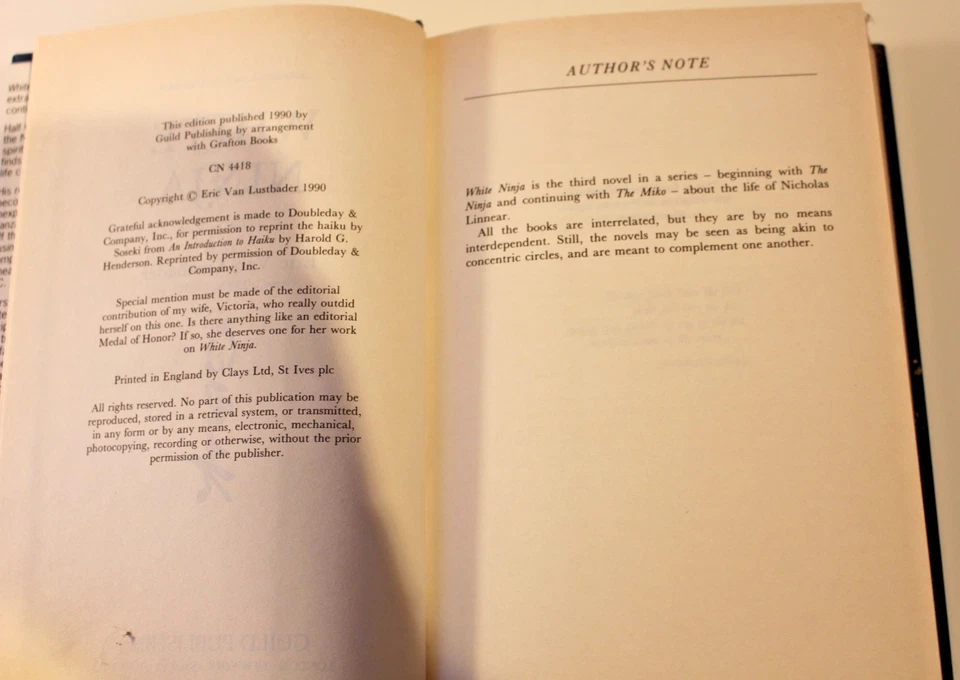 This edition published 1990 by
Guild Publishing by arrangement
with Grafton Books
CN 4418
Copyright © Eric Van Lustbader 1990
Grateful acknowledgement is made to Doubleday &
Company, Inc., for permission to reprint the haiku by
Soseki from An Introduction to Haiku by Harold G.
Henderson. Reprinted by permission of Doubleday &
Company, Inc.
Special mention must be made of the editorial
contribution of my wife, Victoria, who really outdid
herself on this one. Is there anything like an editorial
Medal of Honor? If so, she deserves one for her work
on White Ninja.
Printed in England by Clays Ltd, St Ives plc
All rights reserved. No part of this publication may be
reproduced, stored in a retrieval system, or transmitted,
in any form or by any means, electronic, mechanical,
photocopying, recording or otherwise, without the prior
permission of the publisher.
AUTHOR'S NOTE
White Ninja is the third novel in a series – beginning with The
Ninja and continuing with The Miko – about the life of Nicholas
Linnear.
All the books are interrelated, but they are by no means
interdependent. Still, the novels may be seen as being akin to
concentric circles, and are meant to complement one another.